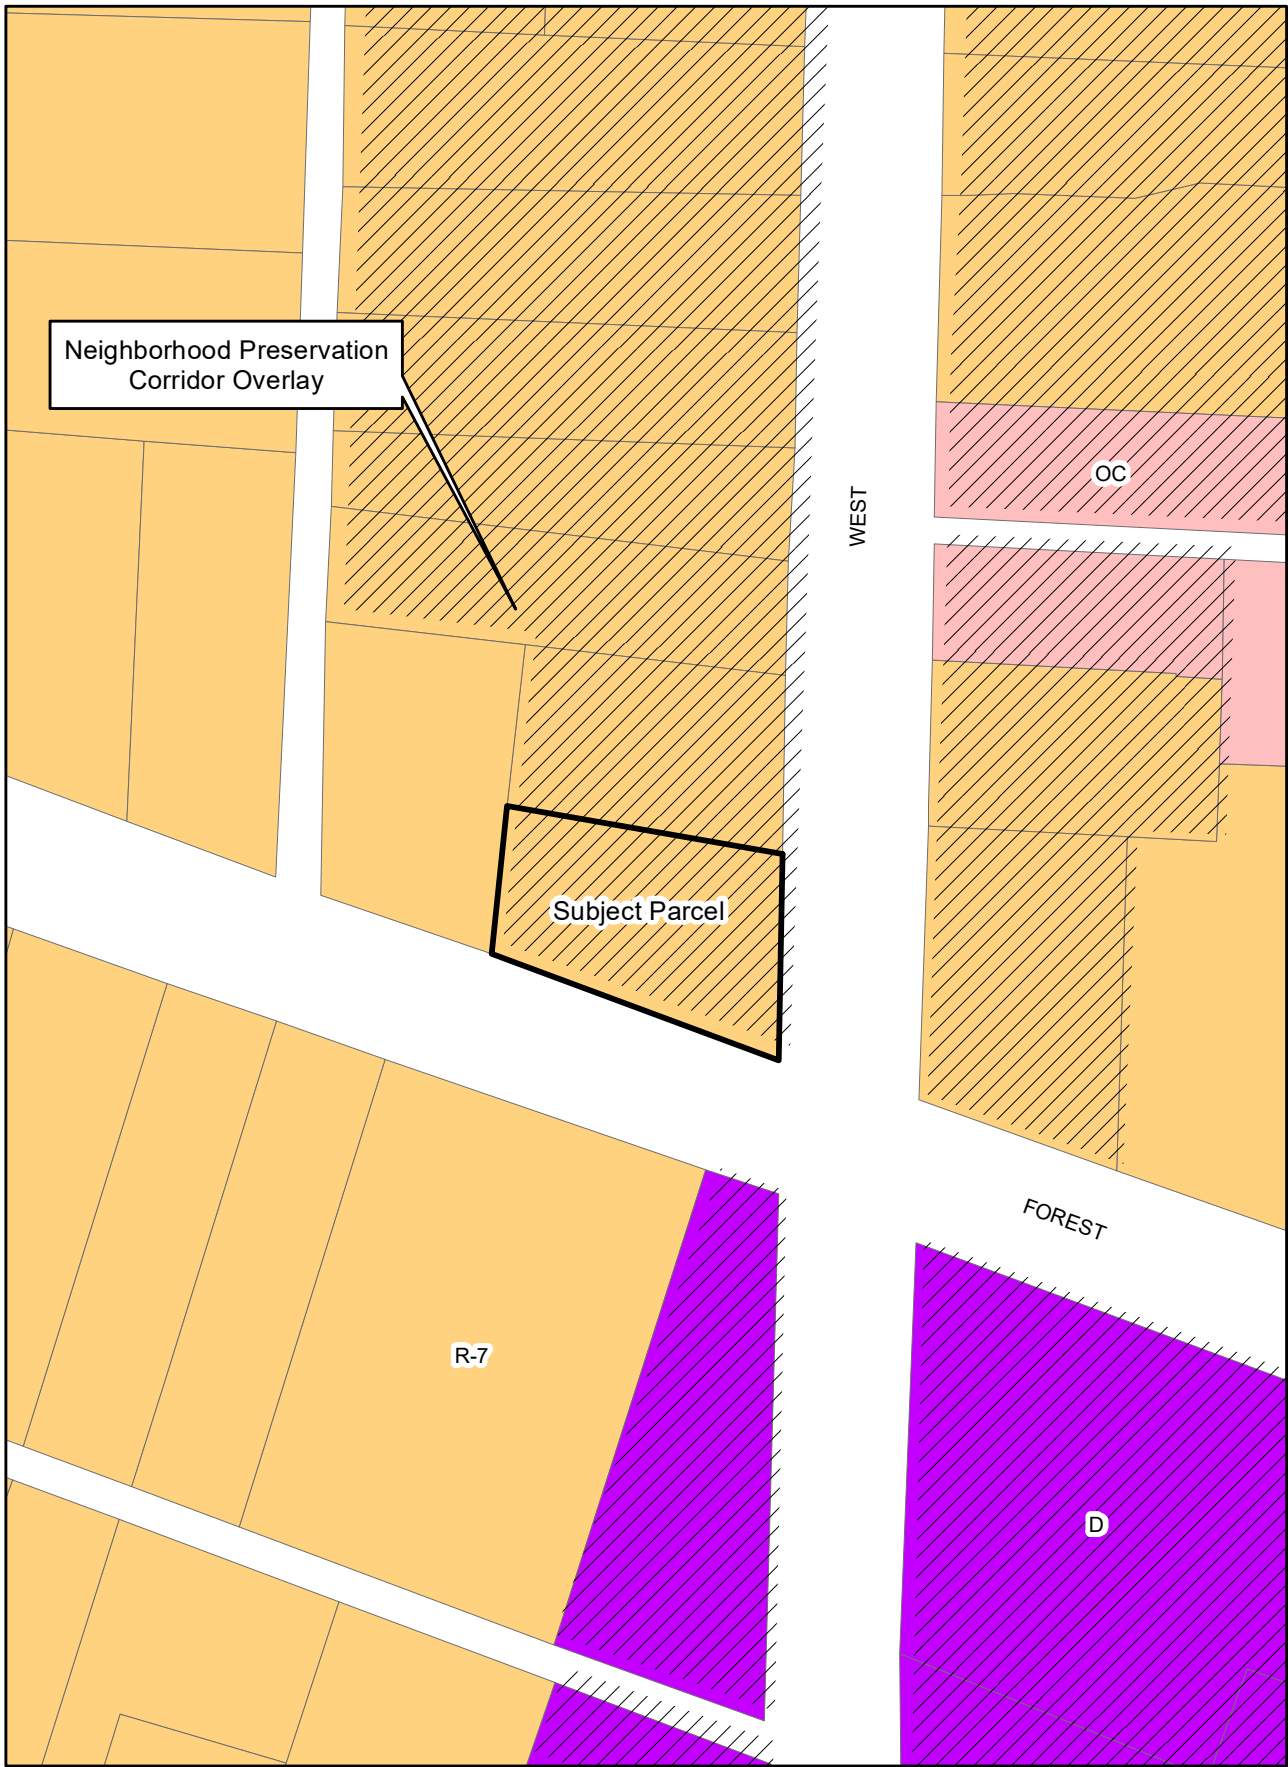 Neighborhood Preservation
Corridor Overlay
OC
WEST
Subject Parcel
FOREST
R-7
D